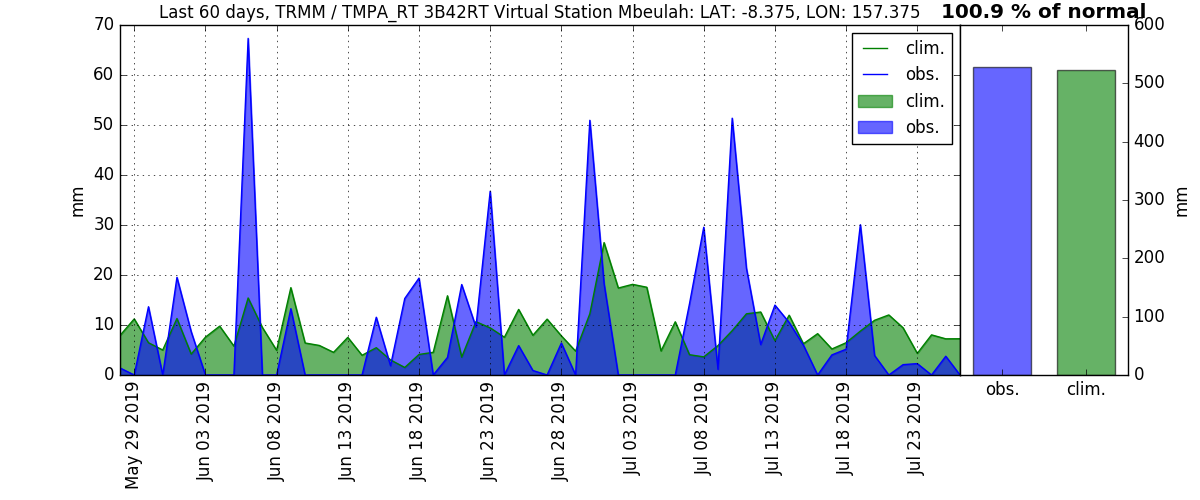 Last 60 days, TRMM / TMPA_RT 3B42RT Virtual Station Mbeulah: LAT: -8.375, LON: 157.375
100.9 % of normal
70
60
50
40
30
20
10
0
mm
clim.
obs.
clim.
obs.
600
500
400
300
200
100
0
mm
obs.
clim.
May 29 2019
Jun 03 2019
Jun 08 2019
Jun 13 2019
Jun 18 2019
Jun 23 2019
Jun 28 2019
Jul 03 2019
Jul 08 2019
Jul 13 2019
Jul 18 2019
Jul 23 2019